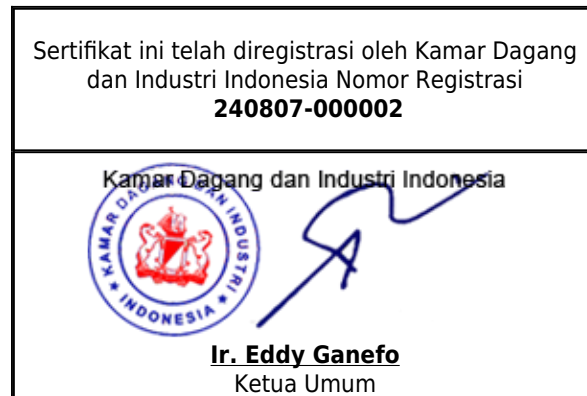 Sertifikat ini telah diregistrasi oleh Kamar Dagang
dan Industri Indonesia Nomor Registrasi
240807-000002
Kamar Dagang dan Industri Indonesia
KAMAR DAGANG DAN INDUSTRI
INDONESIA
Ir. Eddy Ganefo
Ketua Umum